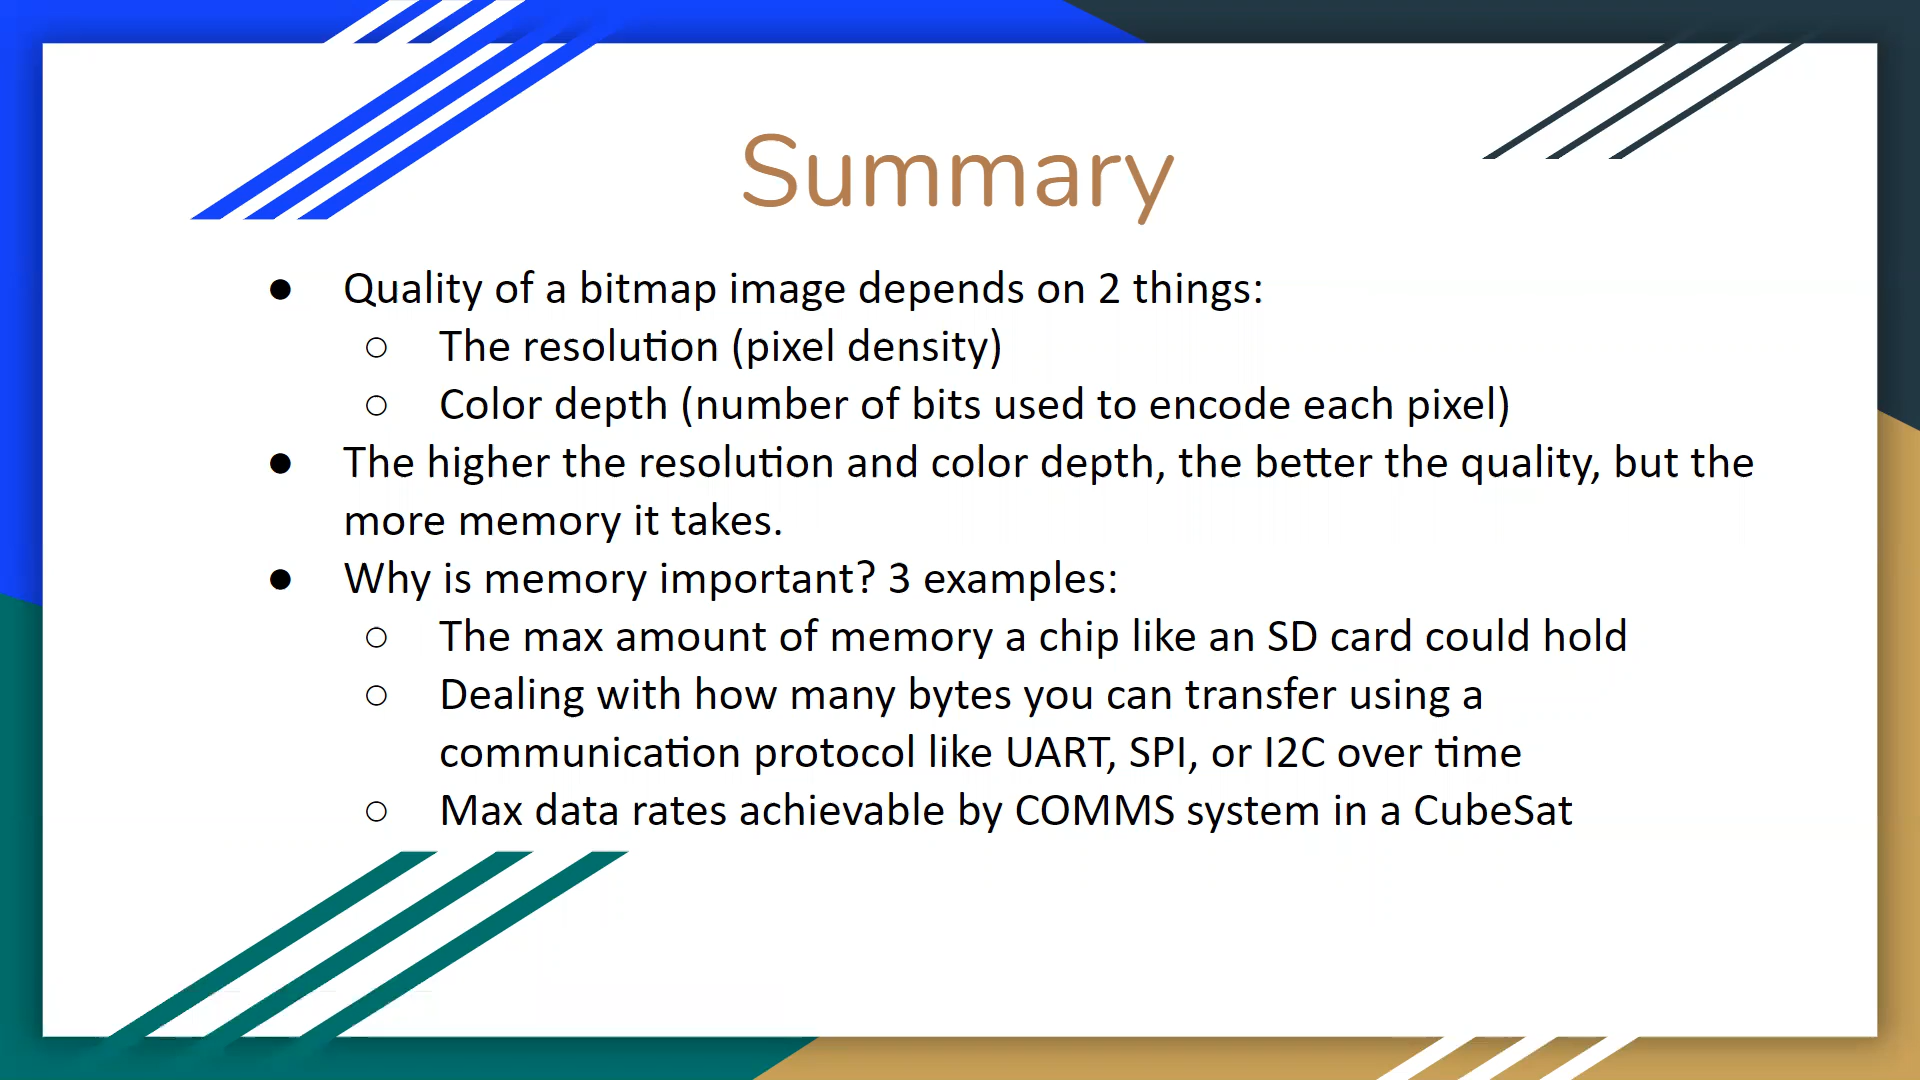 Summary
● Quality of a bitmap image depends on 2 things:
○ The resolution (pixel density)
○ Color depth (number of bits used to encode each pixel)
● The higher the resolution and color depth, the better the quality, but the
more memory it takes.
● Why is memory important? 3 examples:
○ The max amount of memory a chip like an SD card could hold
○ Dealing with how many bytes you can transfer using a
communication protocol like UART, SPI, or I2C over time
○ Max data rates achievable by COMMS system in a CubeSat